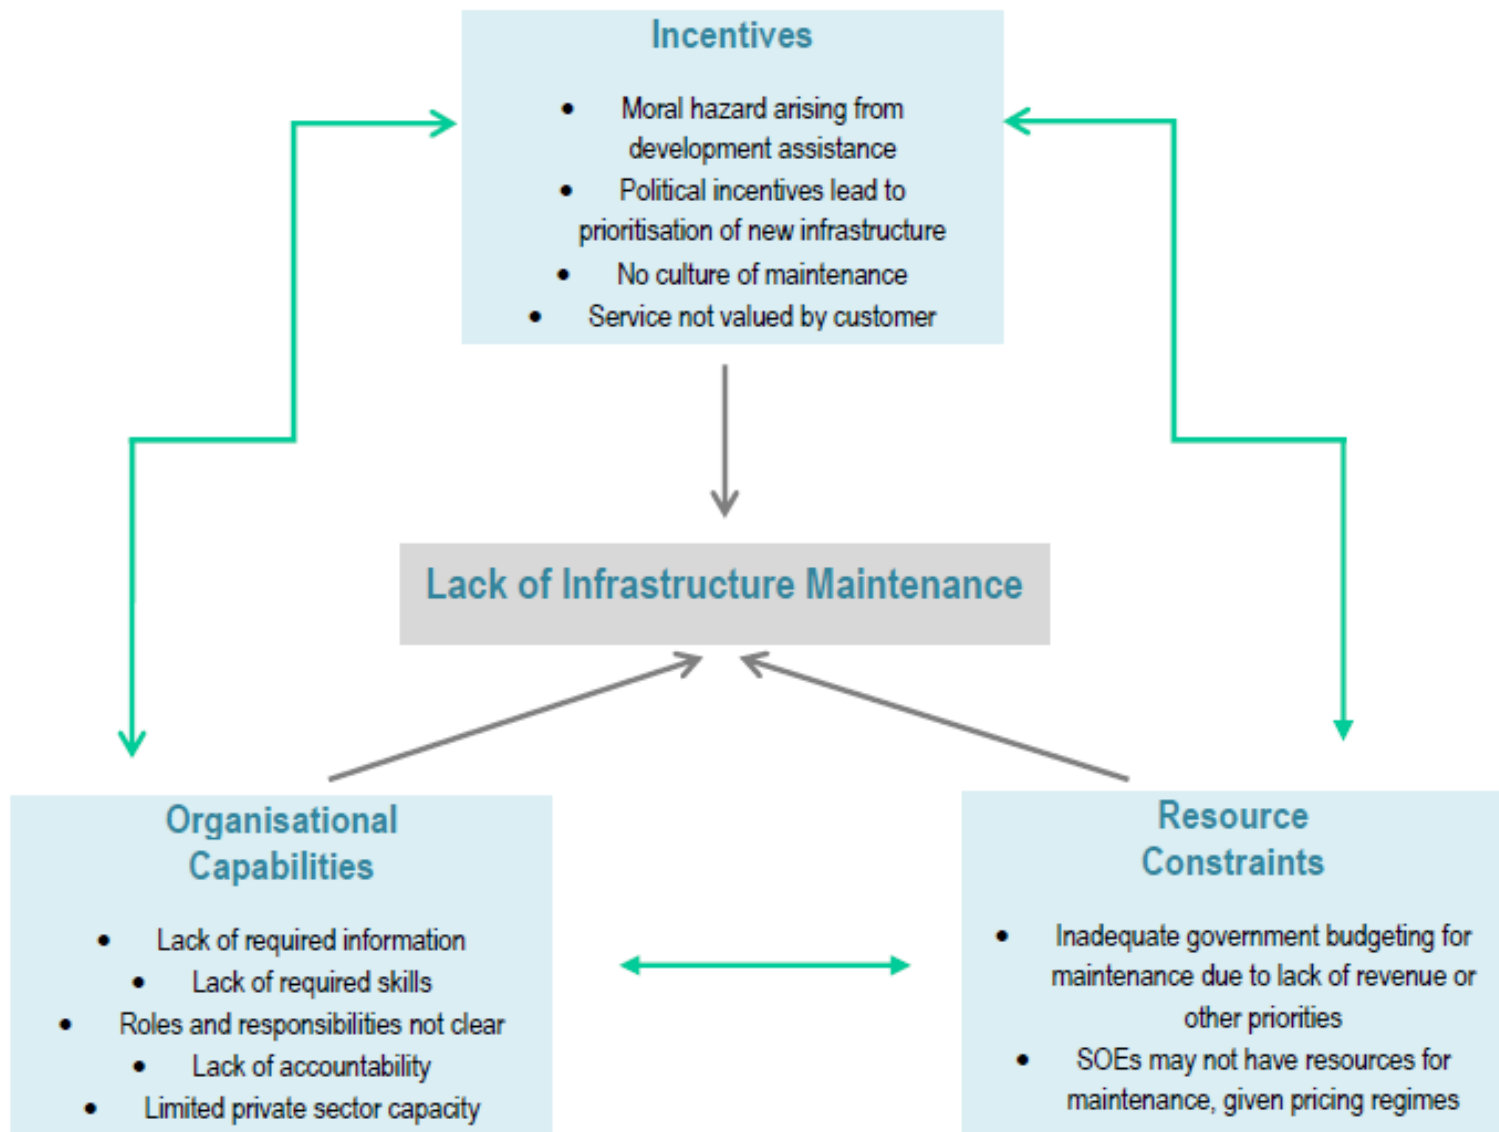 Incentives
• Moral hazard arising from
development assistance
• Political incentives lead to
prioritisation of new infrastructure
• No culture of maintenance
• Service not valued by customer
Lack of Infrastructure Maintenance
Organisational
Capabilities
• Lack of required information
• Lack of required skills
• Roles and responsibilities not clear
• Lack of accountability
• Limited private sector capacity
Resource
Constraints
• Inadequate government budgeting for
maintenance due to lack of revenue or
other priorities
• SOEs may not have resources for
maintenance, given pricing regimes